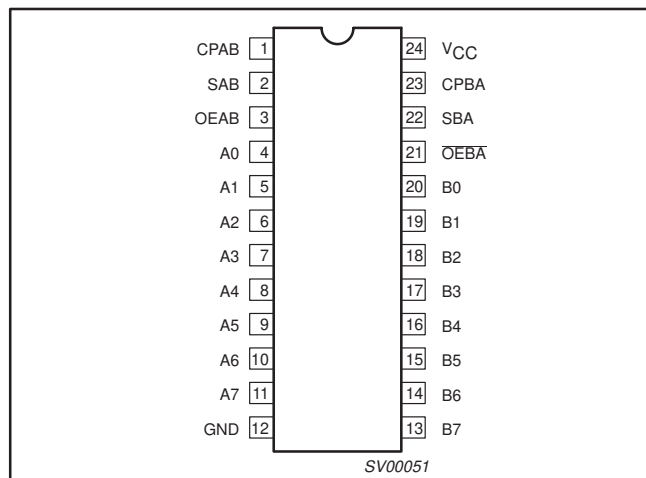 CPAB 1 24 VCC
SAB 2 23 CPBA
OEAB 3 22 SBA
A0 4 21 O̅E̅B̅A̅
A1 5 20 B0
A2 6 19 B1
A3 7 18 B2
A4 8 17 B3
A5 9 16 B4
A6 10 15 B5
A7 11 14 B6
GND 12 13 B7
SV00051